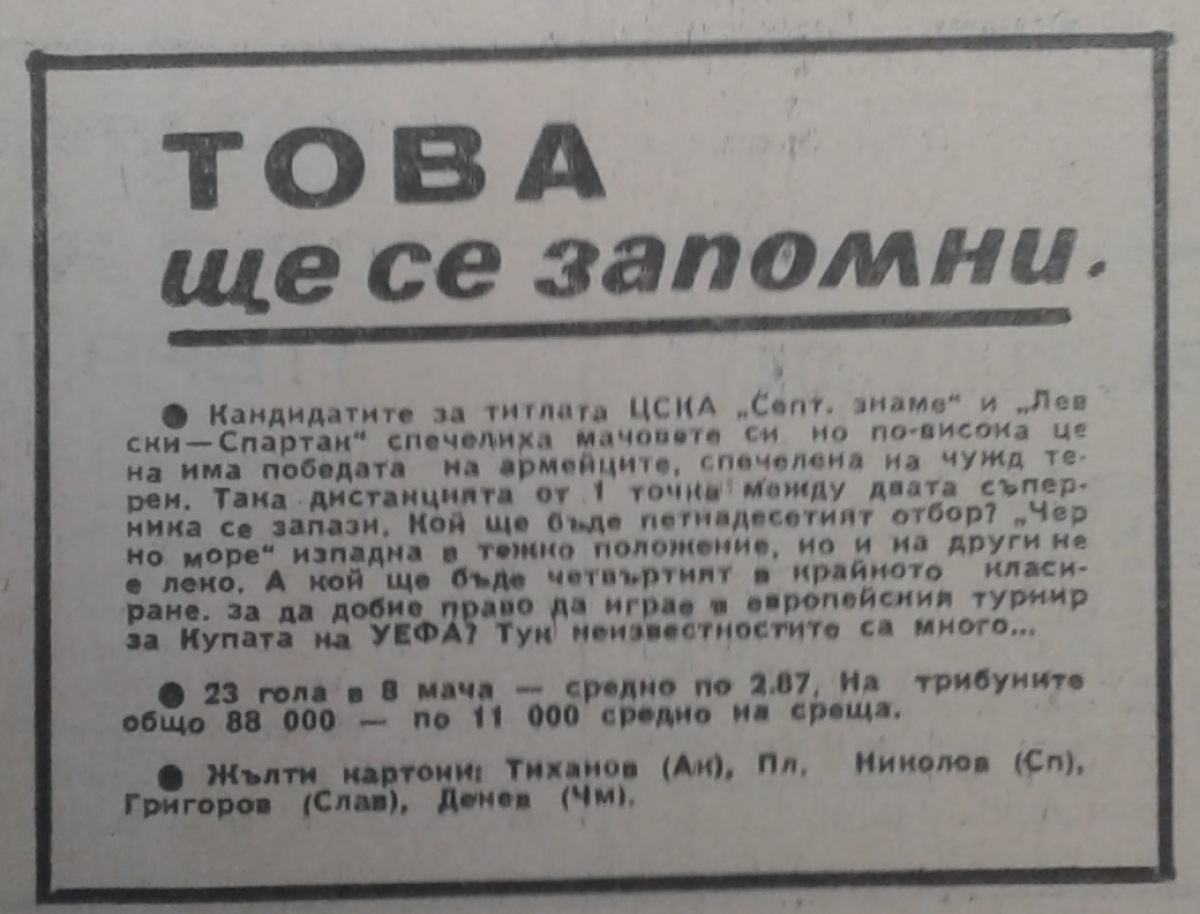 ТОВА
ще се запомни.
● Кандидатите за титлата ЦСКА „Септ. знаме“ и „Лев
ски—Спартак“ спечелиха мачовете си но по-висока це
на има победата на армейците, спечелена на чужд те-
рен. Така дистанцията от 1 точка между двата съпер-
ника се запази. Кой ще бъде петнадесетият отбор? „Чер
но море“ изпадна в тежко положение, но и на други не
е леко. А кой ще бъде четвъртият в крайното класи-
ране. за да добие право да играе в европейския турнир
за Купата на УЕФА? Тук неизвестностите са много...
● 23 гола в 8 мача — средно по 2.87. На трибуните
общо 88 000 — по 11 000 средно на среща.
● Жълти картони: Тиханов (Ак), Пл. Николов (Сп),
Григоров (Слав), Денев (Чм).